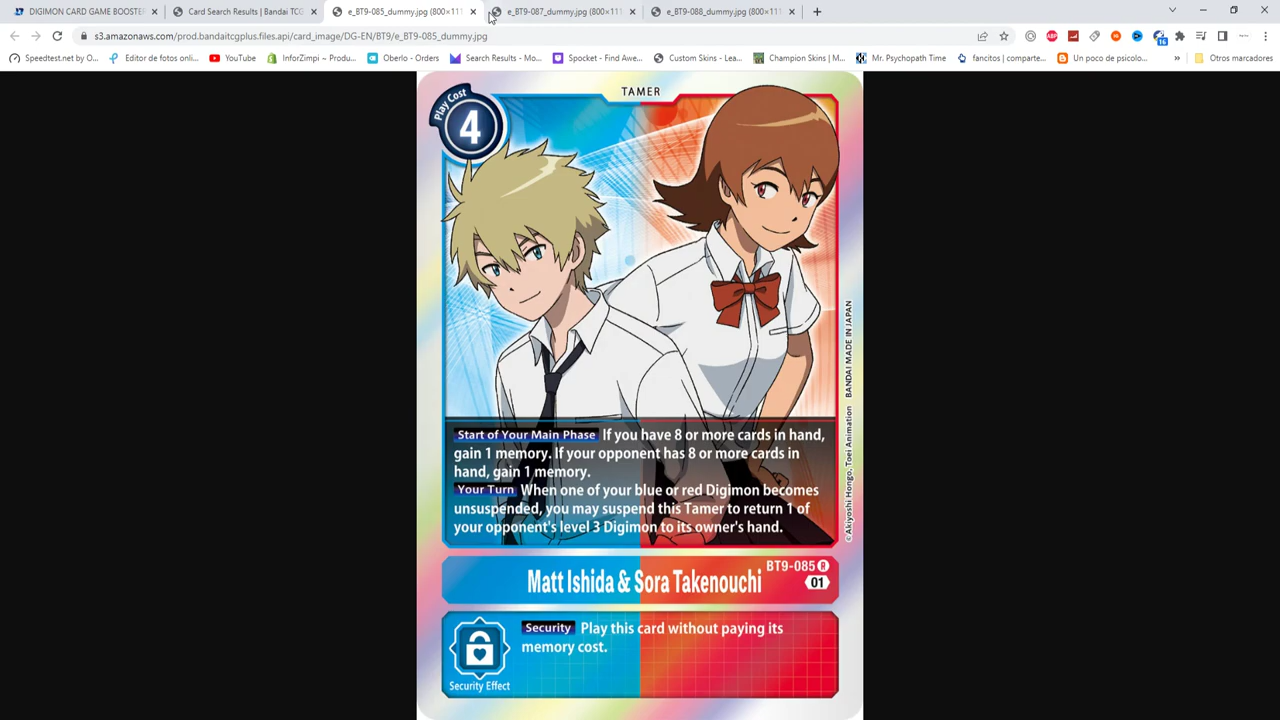 DIGIMON CARD GAME BOOSTER
Card Search Results | Bandai TCG
e_BT9-085_dummy.jpg (800×111
e_BT9-087_dummy.jpg (800×111
e_BT9-088_dummy.jpg (800×111
s3.amazonaws.com/prod.bandaitcgplus.files.api/card_image/DG-EN/BT9/e_BT9-085_dummy.jpg
ABP
16
Speedtest.net by O...
Editor de fotos onli...
YouTube
InforZimpi ~ Produ...
Oberlo - Orders
Search Results - Mo...
Spocket - Find Awe...
Custom Skins - Lea...
Champion Skins | M...
Mr. Psychopath Time
fancitos | comparte...
Un poco de psicolo...
»
Otros marcadores
TAMER
Play Cost
4
Start of Your Main Phase If you have 8 or more cards in hand,
gain 1 memory. If your opponent has 8 or more cards in
hand, gain 1 memory.
Your Turn When one of your blue or red Digimon becomes
unsuspended, you may suspend this Tamer to return 1 of
your opponent's level 3 Digimon to its owner's hand.
©Akiyoshi Hongo, Toei Animation BANDAI MADE IN JAPAN
BT9-085 R
Matt Ishida & Sora Takenouchi
01
Security Play this card without paying its
memory cost.
Security Effect